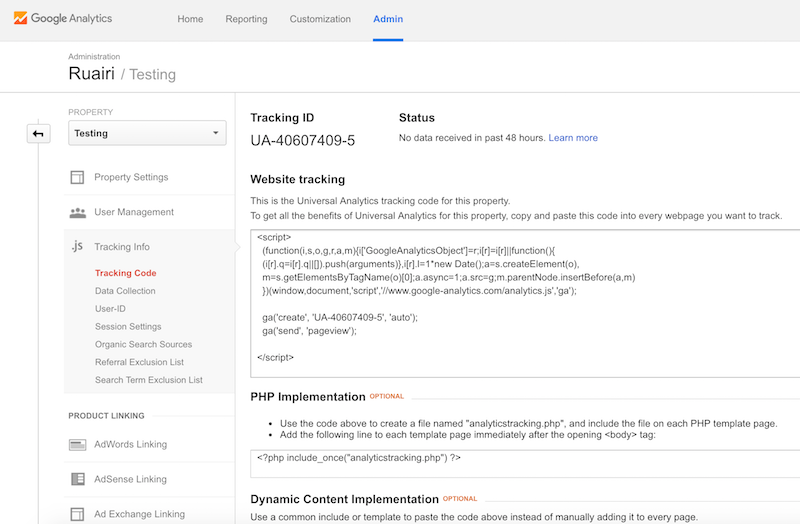 Google Analytics
Home Reporting Customization Admin
Administration
Ruairi / Testing
PROPERTY
Testing
Property Settings
User Management
.js Tracking Info
Tracking Code
Data Collection
User-ID
Session Settings
Organic Search Sources
Referral Exclusion List
Search Term Exclusion List
PRODUCT LINKING
AdWords Linking
AdSense Linking
Ad Exchange Linking
Tracking ID
UA-40607409-5
Status
No data received in past 48 hours. Learn more
Website tracking
This is the Universal Analytics tracking code for this property.
To get all the benefits of Universal Analytics for this property, copy and paste this code into every webpage you want to track.
<script>
(function(i,s,o,g,r,a,m){i['GoogleAnalyticsObject']=r;i[r]=i[r]||function(){
(i[r].q=i[r].q||[]).push(arguments)},i[r].l=1*new Date();a=s.createElement(o),
m=s.getElementsByTagName(o)[0];a.async=1;a.src=g;m.parentNode.insertBefore(a,m)
})(window,document,'script','//www.google-analytics.com/analytics.js','ga');
ga('create', 'UA-40607409-5', 'auto');
ga('send', 'pageview');
</script>
PHP Implementation OPTIONAL
• Use the code above to create a file named "analyticstracking.php", and include the file on each PHP template page.
• Add the following line to each template page immediately after the opening <body> tag:
<?php include_once("analyticstracking.php") ?>
Dynamic Content Implementation OPTIONAL
Use a common include or template to paste the code above instead of manually adding it to every page.